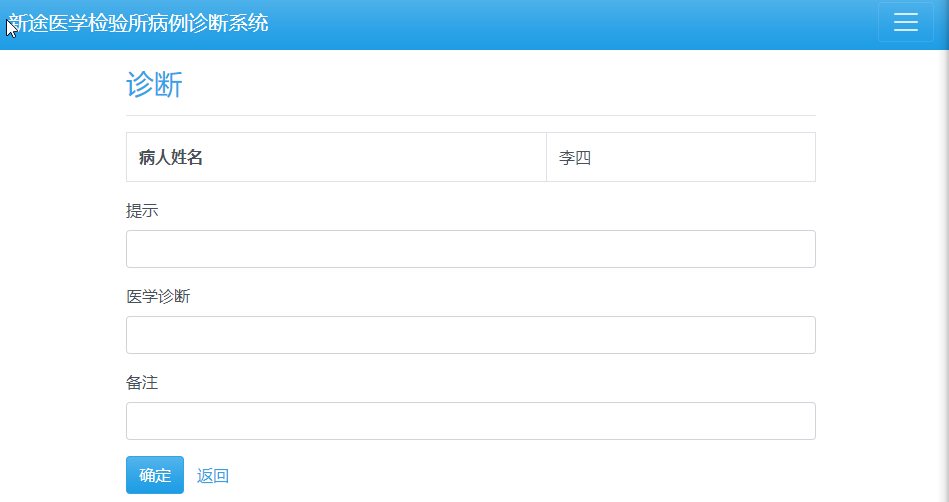 新途医学检验所病例诊断系统
诊断
病人姓名 李四
提示
医学诊断
备注
确定 返回